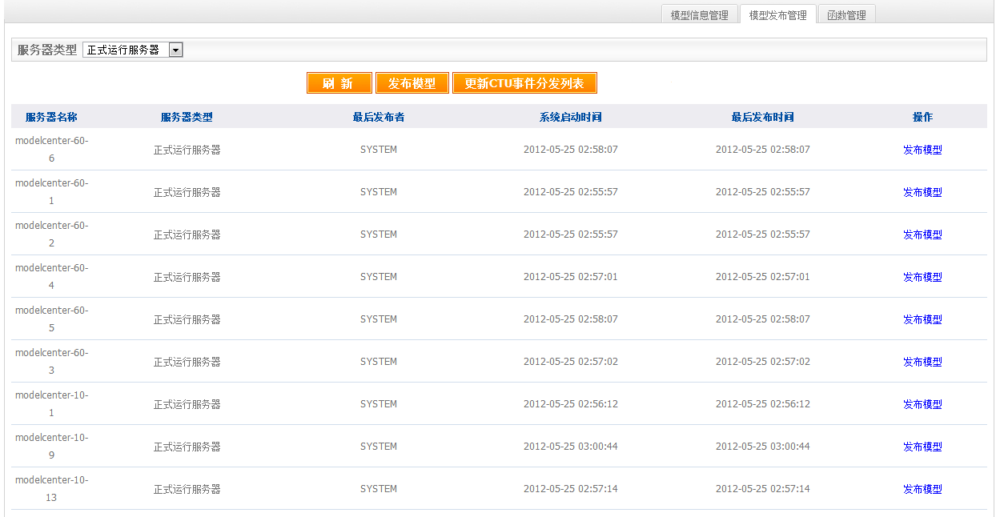 模型信息管理 模型发布管理 函数管理
服务器类型 正式运行服务器
刷 新 发布模型 更新CTU事件分发列表
服务器名称 服务器类型 最后发布者 系统启动时间 最后发布时间 操作
modelcenter-60-
6 正式运行服务器 SYSTEM 2012-05-25 02:58:07 2012-05-25 02:58:07 发布模型
modelcenter-60-
1 正式运行服务器 SYSTEM 2012-05-25 02:55:57 2012-05-25 02:55:57 发布模型
modelcenter-60-
2 正式运行服务器 SYSTEM 2012-05-25 02:55:57 2012-05-25 02:55:57 发布模型
modelcenter-60-
4 正式运行服务器 SYSTEM 2012-05-25 02:57:01 2012-05-25 02:57:01 发布模型
modelcenter-60-
5 正式运行服务器 SYSTEM 2012-05-25 02:58:07 2012-05-25 02:58:07 发布模型
modelcenter-60-
3 正式运行服务器 SYSTEM 2012-05-25 02:57:02 2012-05-25 02:57:02 发布模型
modelcenter-10-
1 正式运行服务器 SYSTEM 2012-05-25 02:56:12 2012-05-25 02:56:12 发布模型
modelcenter-10-
9 正式运行服务器 SYSTEM 2012-05-25 03:00:44 2012-05-25 03:00:44 发布模型
modelcenter-10-
13 正式运行服务器 SYSTEM 2012-05-25 02:57:14 2012-05-25 02:57:14 发布模型